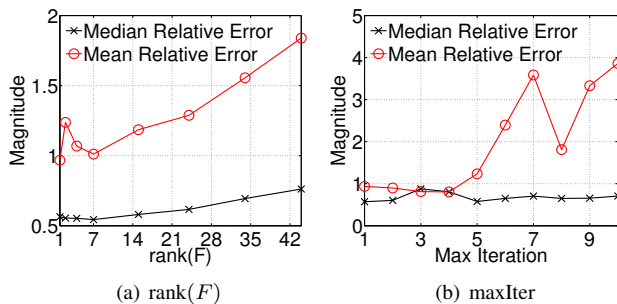 2
1.5
1
0.5
Magnitude
Median Relative Error
Mean Relative Error
1 7 14 21 28 35 42
rank(F)
(a) rank(F)
5
4
3
2
1
0
Magnitude
Median Relative Error
Mean Relative Error
1 3 5 7 9
Max Iteration
(b) maxIter